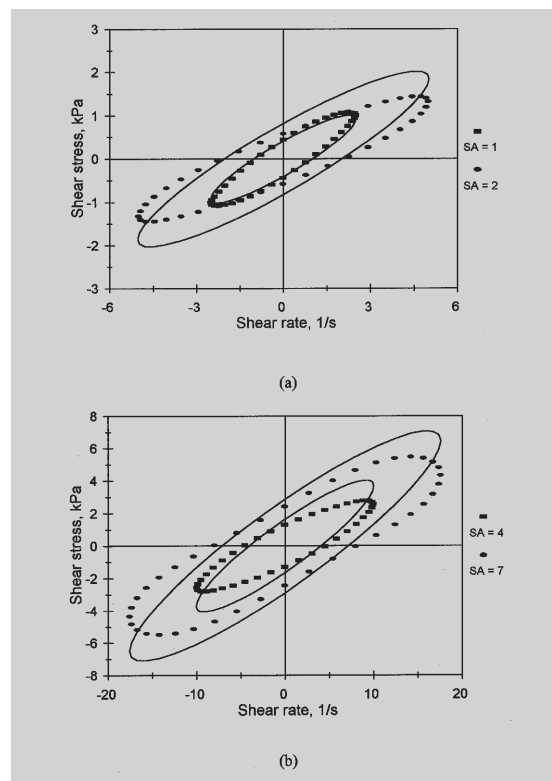 3
2
1
0
-1
-2
-3
Shear stress, kPa
-6
-3
0
3
6
Shear rate, 1/s
SA = 1
SA = 2
(a)
8
6
4
2
0
-2
-4
-6
-8
Shear stress, kPa
-20
-10
0
10
20
Shear rate, 1/s
SA = 4
SA = 7
(b)